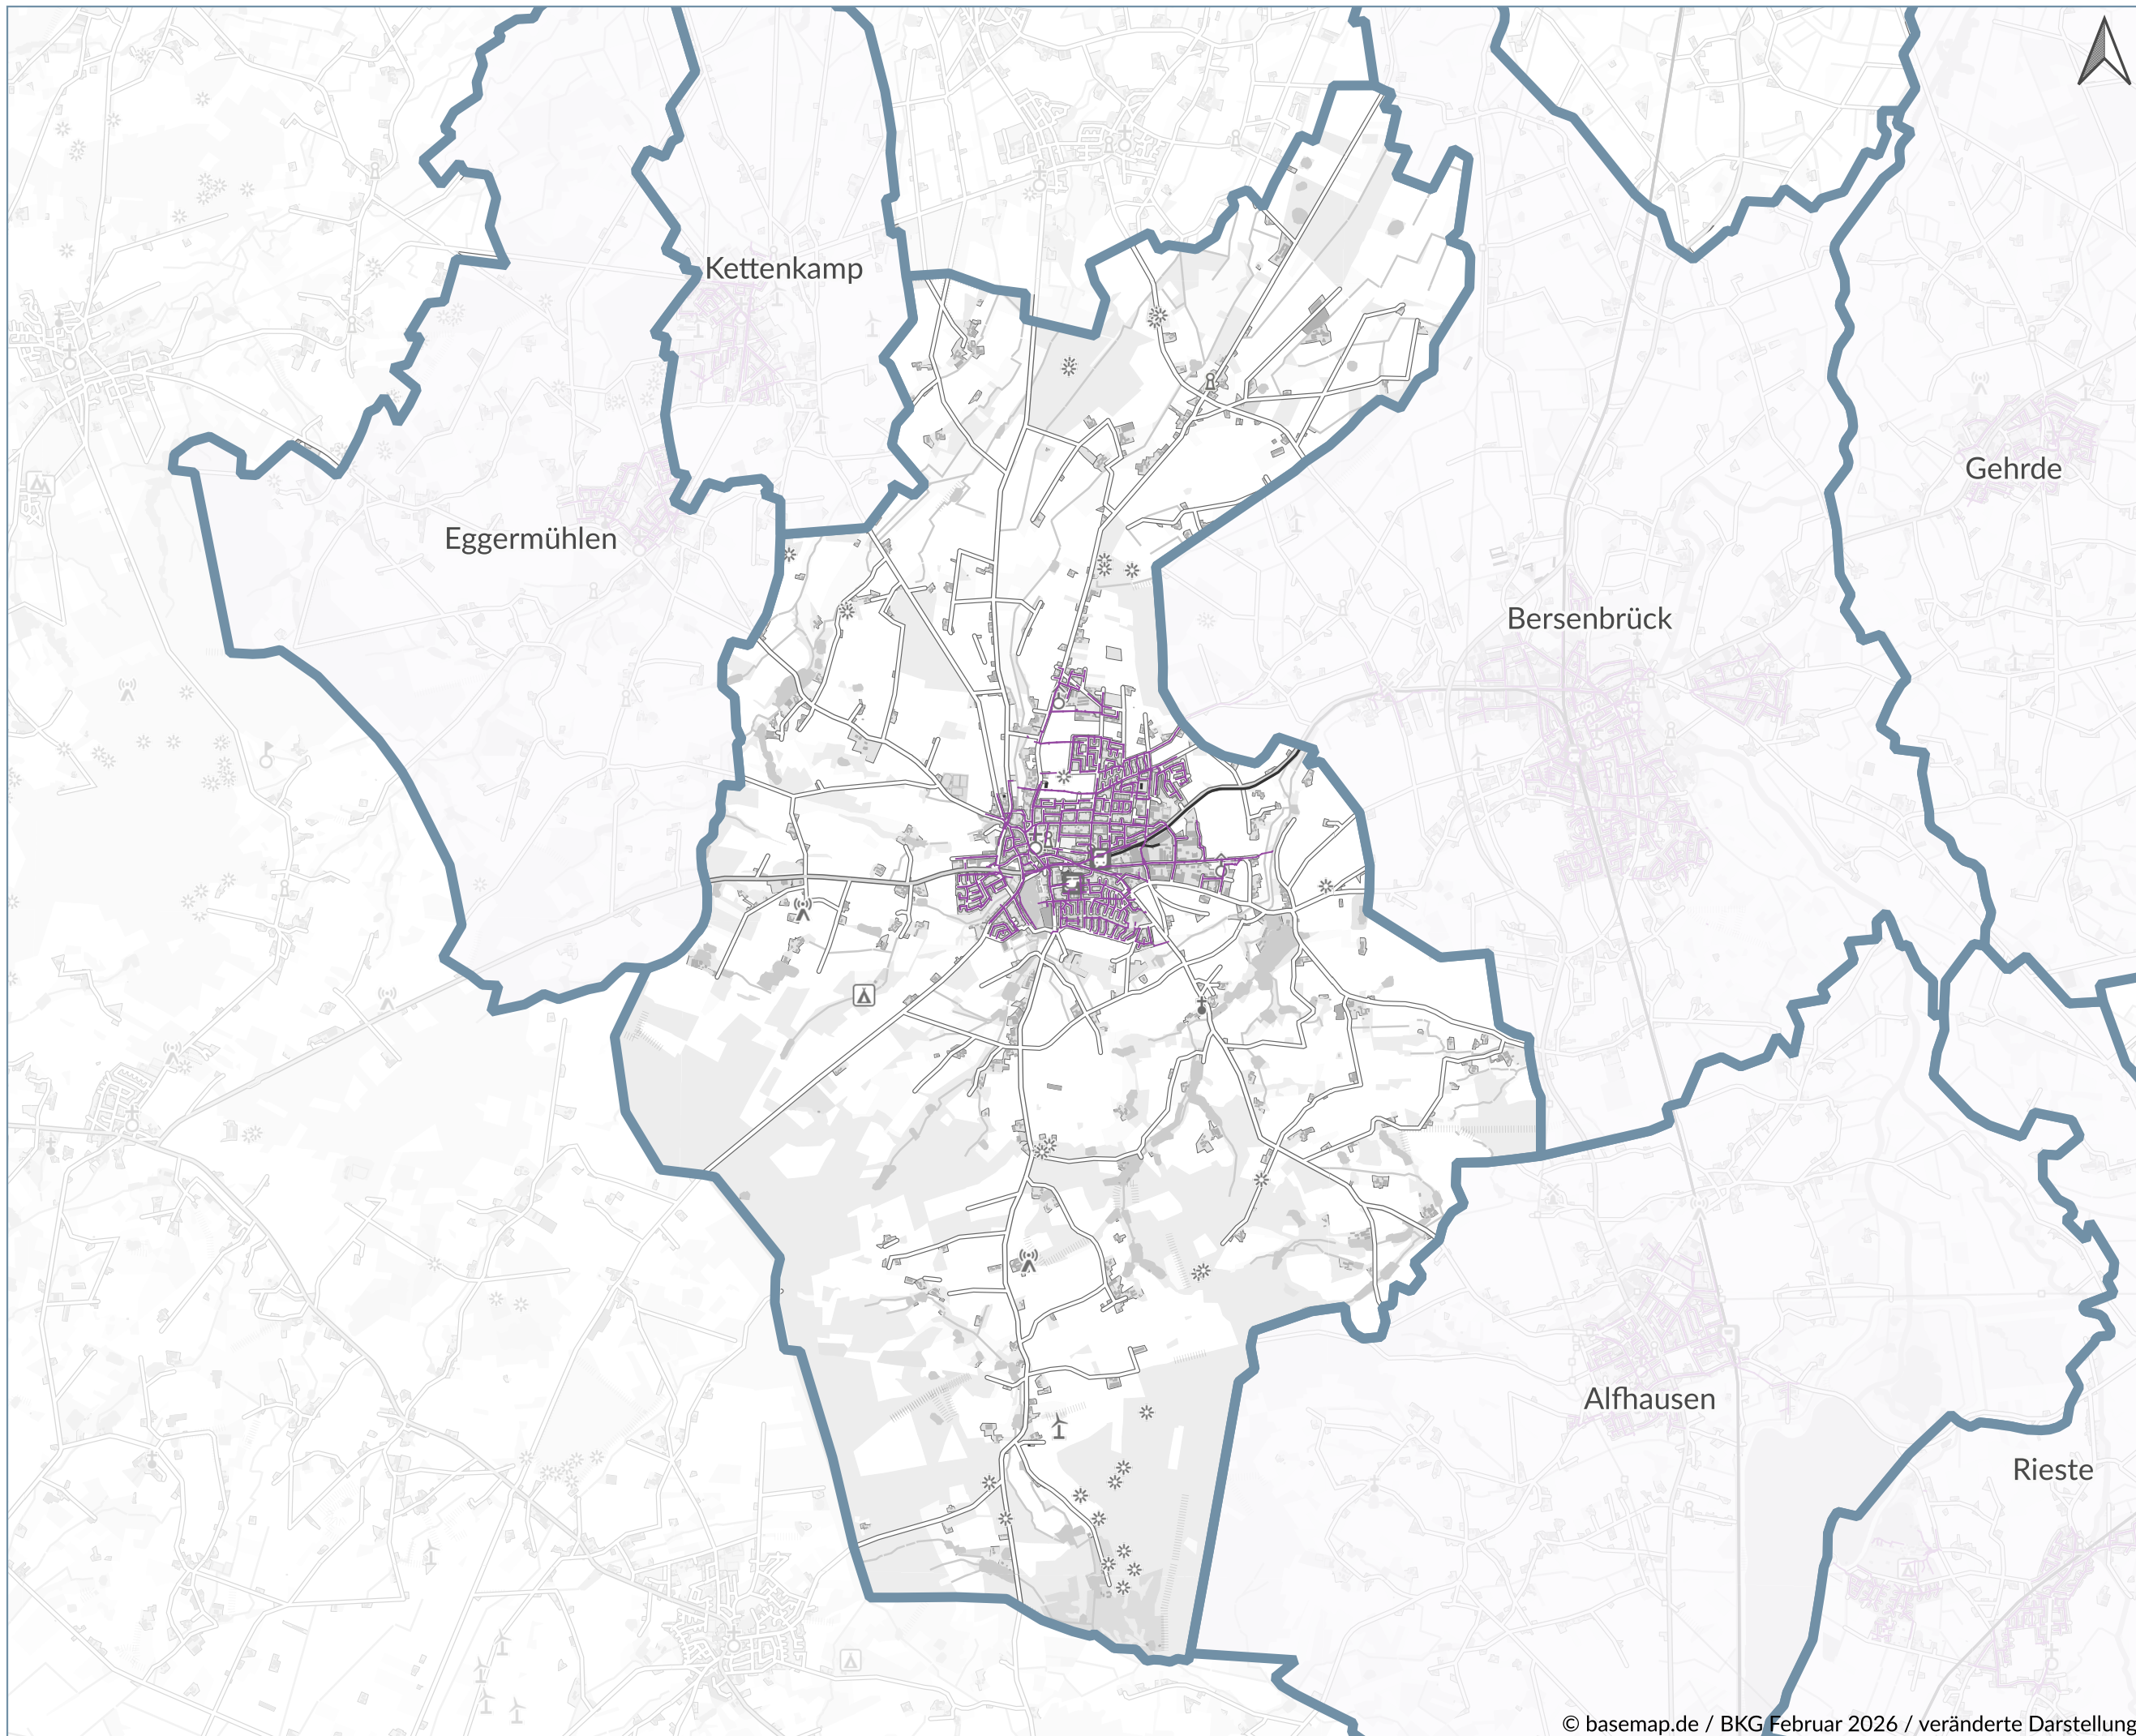 Kettenkamp
Gehrde
Eggermühlen
Bersenbrück
Alfhausen
Rieste
© basemap.de / BKG Februar 2026 / veränderte Darstellung